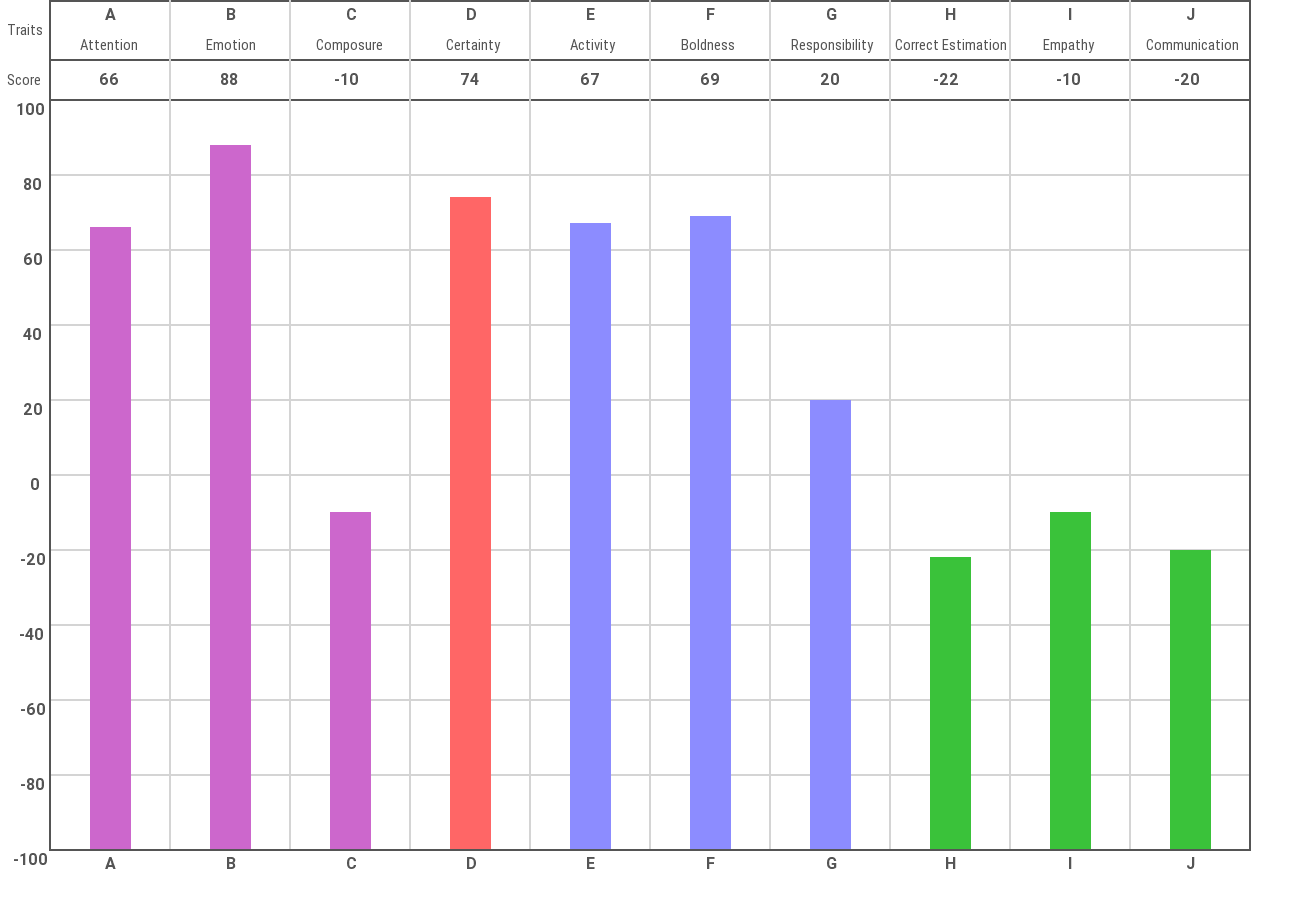 A B C D E F G H I J
Traits Attention Emotion Composure Certainty Activity Boldness Responsibility Correct Estimation Empathy Communication
Score 66 88 -10 74 67 69 20 -22 -10 -20
100
80
60
40
20
0
-20
-40
-60
-80
-100
A B C D E F G H I J